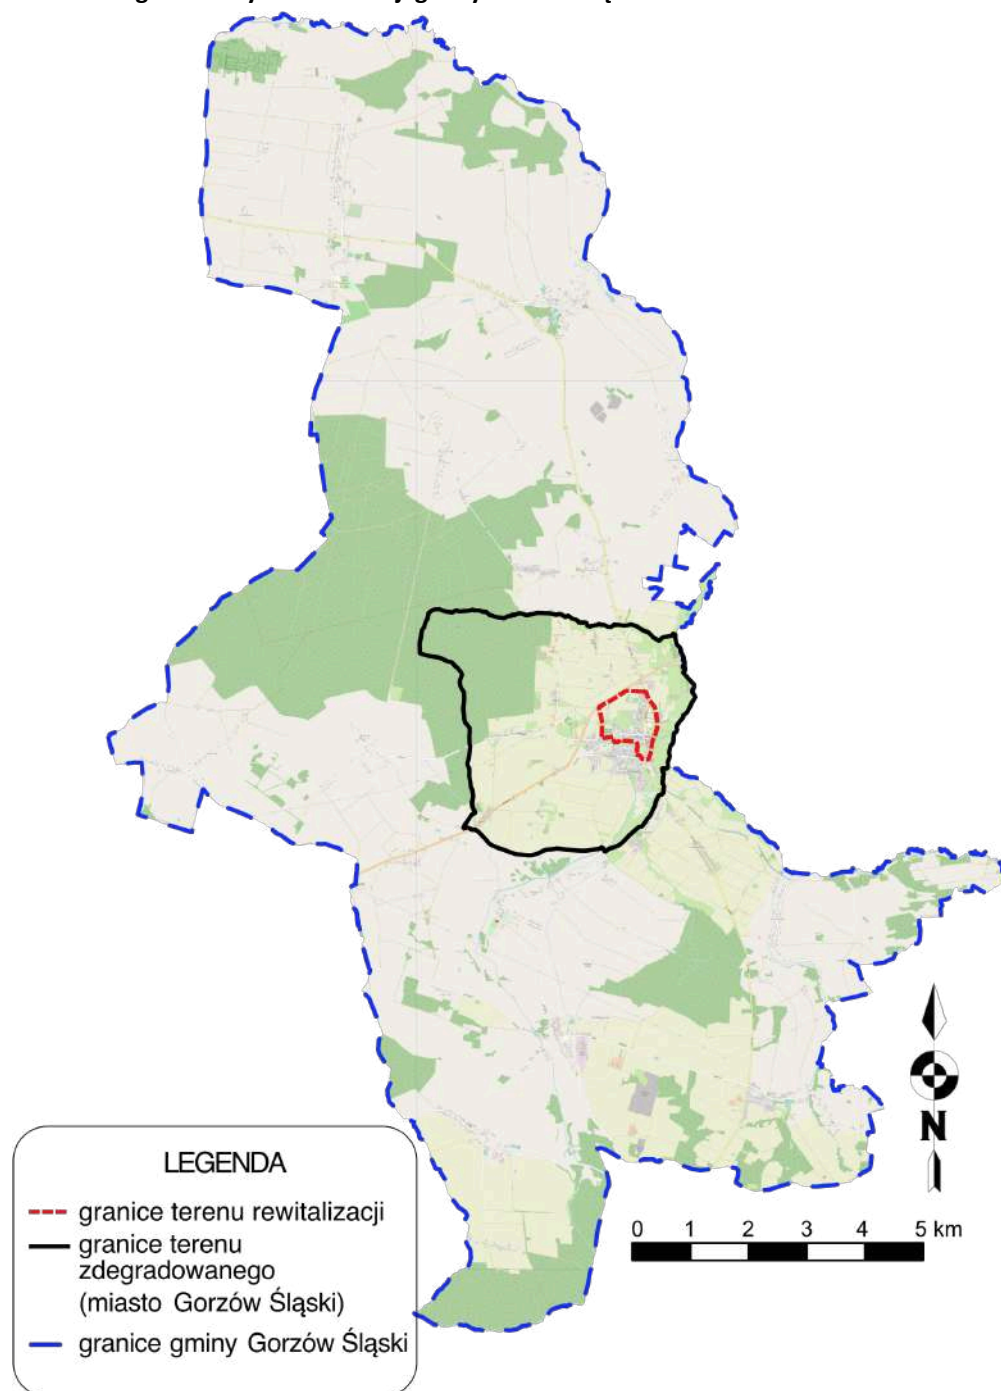 LEGENDA
granice terenu rewitalizacji
granice terenu
zdegradowanego
(miasto Gorzów Śląski)
granice gminy Gorzów Śląski
N
0 1 2 3 4 5 km